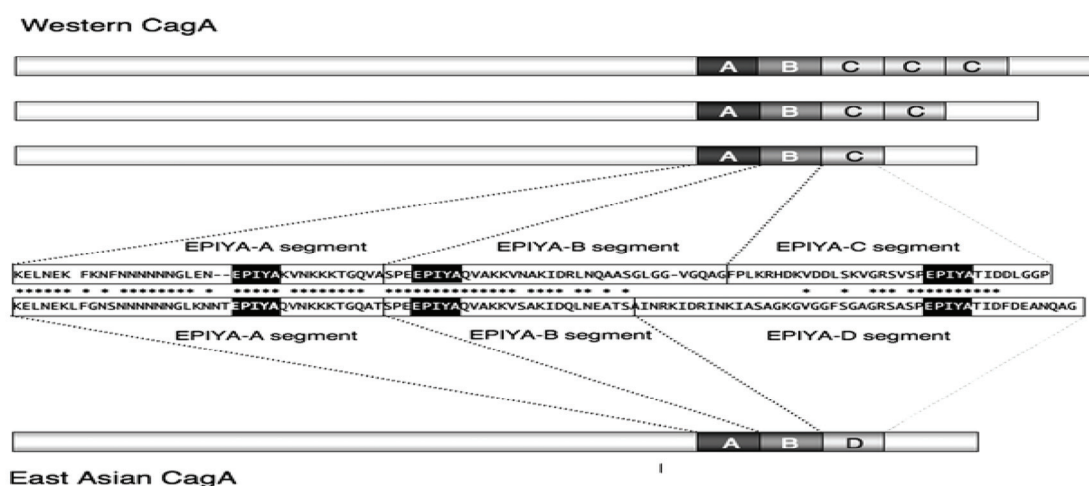 Western CagA
A B C C C
A B C C
A B C
EPIYA-A segment EPIYA-B segment EPIYA-C segment
KELNEK FKNFNNNNNNGLEN--EPIYAKVNKKKTGQVASPEEPIYAQVAKKVNAKIDRLNQAASGLGG-VGQAGFPLKRHDKVDDLSKVGRSVSPEPIYATIDDLGGP
KELNEKLFGNSNNNNNNGLKNNTEPIYAQVNKKKTGQATSPEEPIYAQVAKKVSAKIDQLNEATSAINRKIDRINKIASAGKGVGGFSGAGRSASPEPIYATIDFDEANQAG
EPIYA-A segment EPIYA-B segment EPIYA-D segment
A B D
East Asian CagA